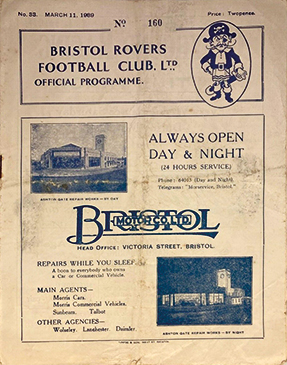 No. 33. MARCH 11, 1939 Price: Twopence.
No 160
BRISTOL ROVERS
FOOTBALL CLUB. LTD
OFFICIAL PROGRAMME.
ALWAYS OPEN
DAY & NIGHT
(24 HOURS SERVICE)
Phone: 64069 (Day and Night)
Telegrams: "Morservice, Bristol."
ASHTON GATE REPAIR WORKS — BY DAY
BRISTOL
MOTOR CO. LTD
HEAD OFFICE: VICTORIA STREET, BRISTOL.
REPAIRS WHILE YOU SLEEP
A boon to everybody who owns
a Car or Commercial Vehicle.
MAIN AGENTS—
Morris Cars,
Morris Commercial Vehicles,
Sunbeam, Talbot
OTHER AGENCIES—
Wolseley, Lanchester, Daimler.
ASHTON GATE REPAIR WORKS — BY NIGHT